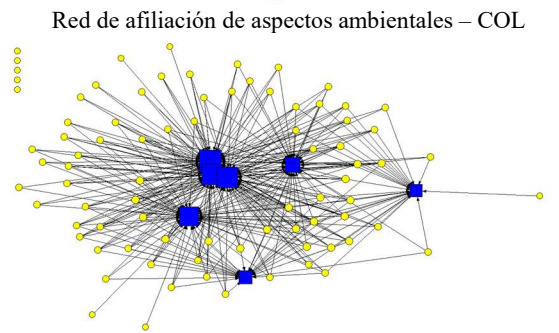 Red de afiliación de aspectos ambientales – COL